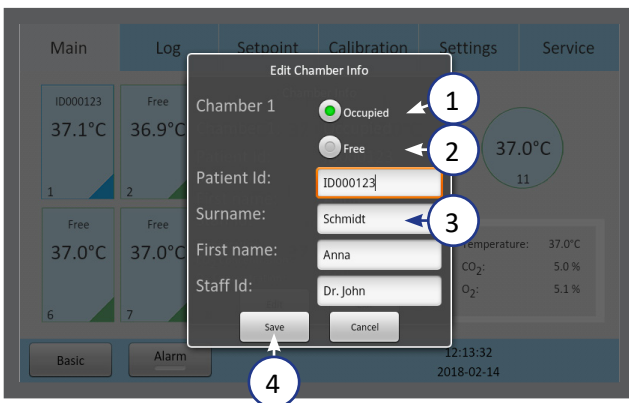 Main Log Setpoint Calibration Settings Service
Edit Chamber Info
ID000123 Free
37.1°C 36.9°C
1 2
Chamber 1
Occupied
1
Free
2
37.0°C
11
Patient Id: ID000123
Surname: Schmidt
3
First name: Anna
Staff Id: Dr. John
Free Free
37.0°C 37.0°C
6 7
Temperature: 37.0°C
CO2: 5.0 %
O2: 5.1 %
Save Cancel
4
Basic Alarm
12:13:32
2018-02-14